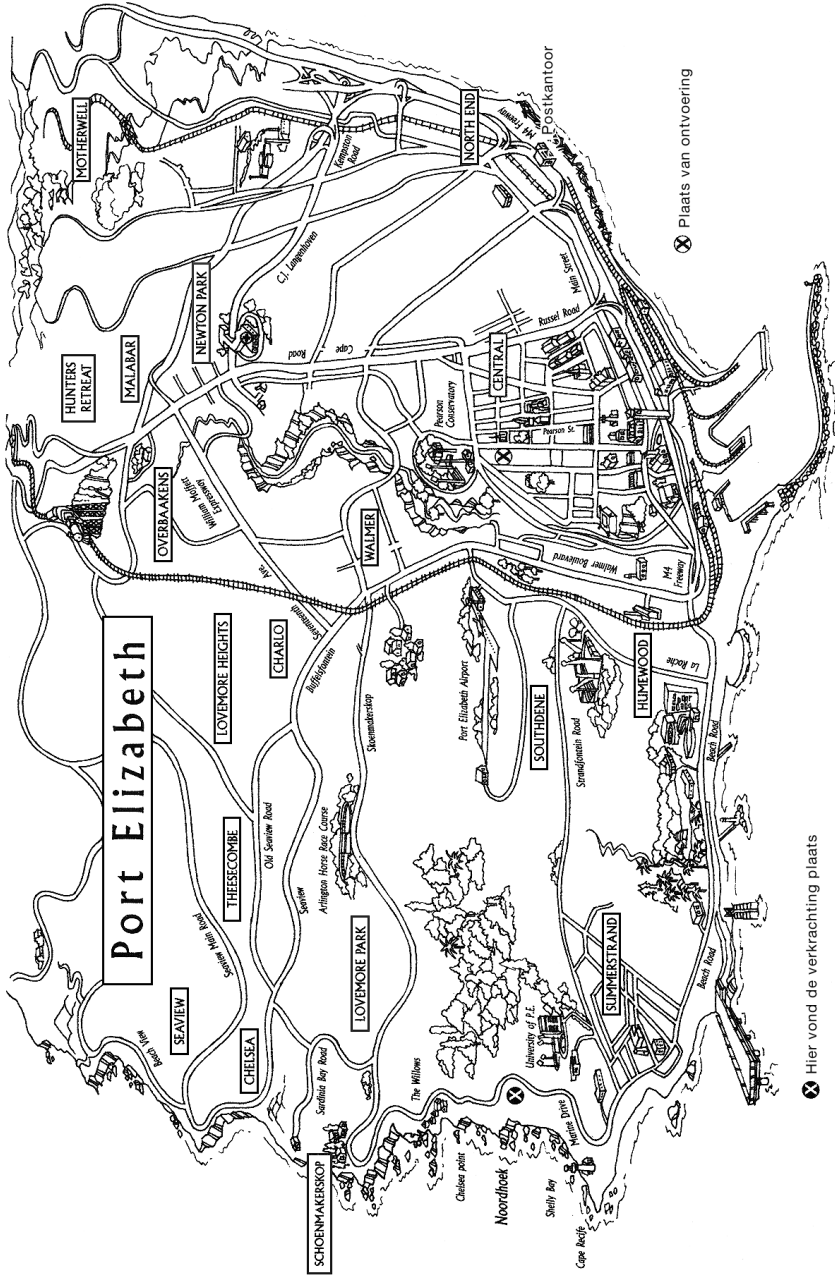 Port Elizabeth
MOTHERWELL
HUNTERS
RETREAT
MALABAR
NEWTON PARK
NORTH END
Kempston
Road
M4 Freeway
Postkantoor
C.J. Langenhoven
Cape
Road
Main Street
Russel Road
CENTRAL
Pearson
Conservatory
Pearson St.
OVERBAAKENS
William Moffett
Expressway
WALMER
Walmer Boulevard
M4
Freeway
Seventeenth
Ave.
LOVEMORE HEIGHTS
CHARLO
Buffelsfontein
Skoenmakerskop
Port Elizabeth Airport
SOUTHDENE
HUMEWOOD
La Roche
Strandfontein Road
Beach Road
THEESECOMBE
Old Seaview Road
Seaview
Arlington Horse Race Course
Seaview Main Road
LOVEMORE PARK
SUMMERSTRAND
Beach Road
SEAVIEW
CHELSEA
Beach View
Sardinia Bay Road
The Willows
University of P.E.
Marine Drive
SCHOENMAKERSKOP
Chelsea point
Noordhoek
Shelly Bay
Cape Recife
Plaats van ontvoering
Hier vond de verkrachting plaats